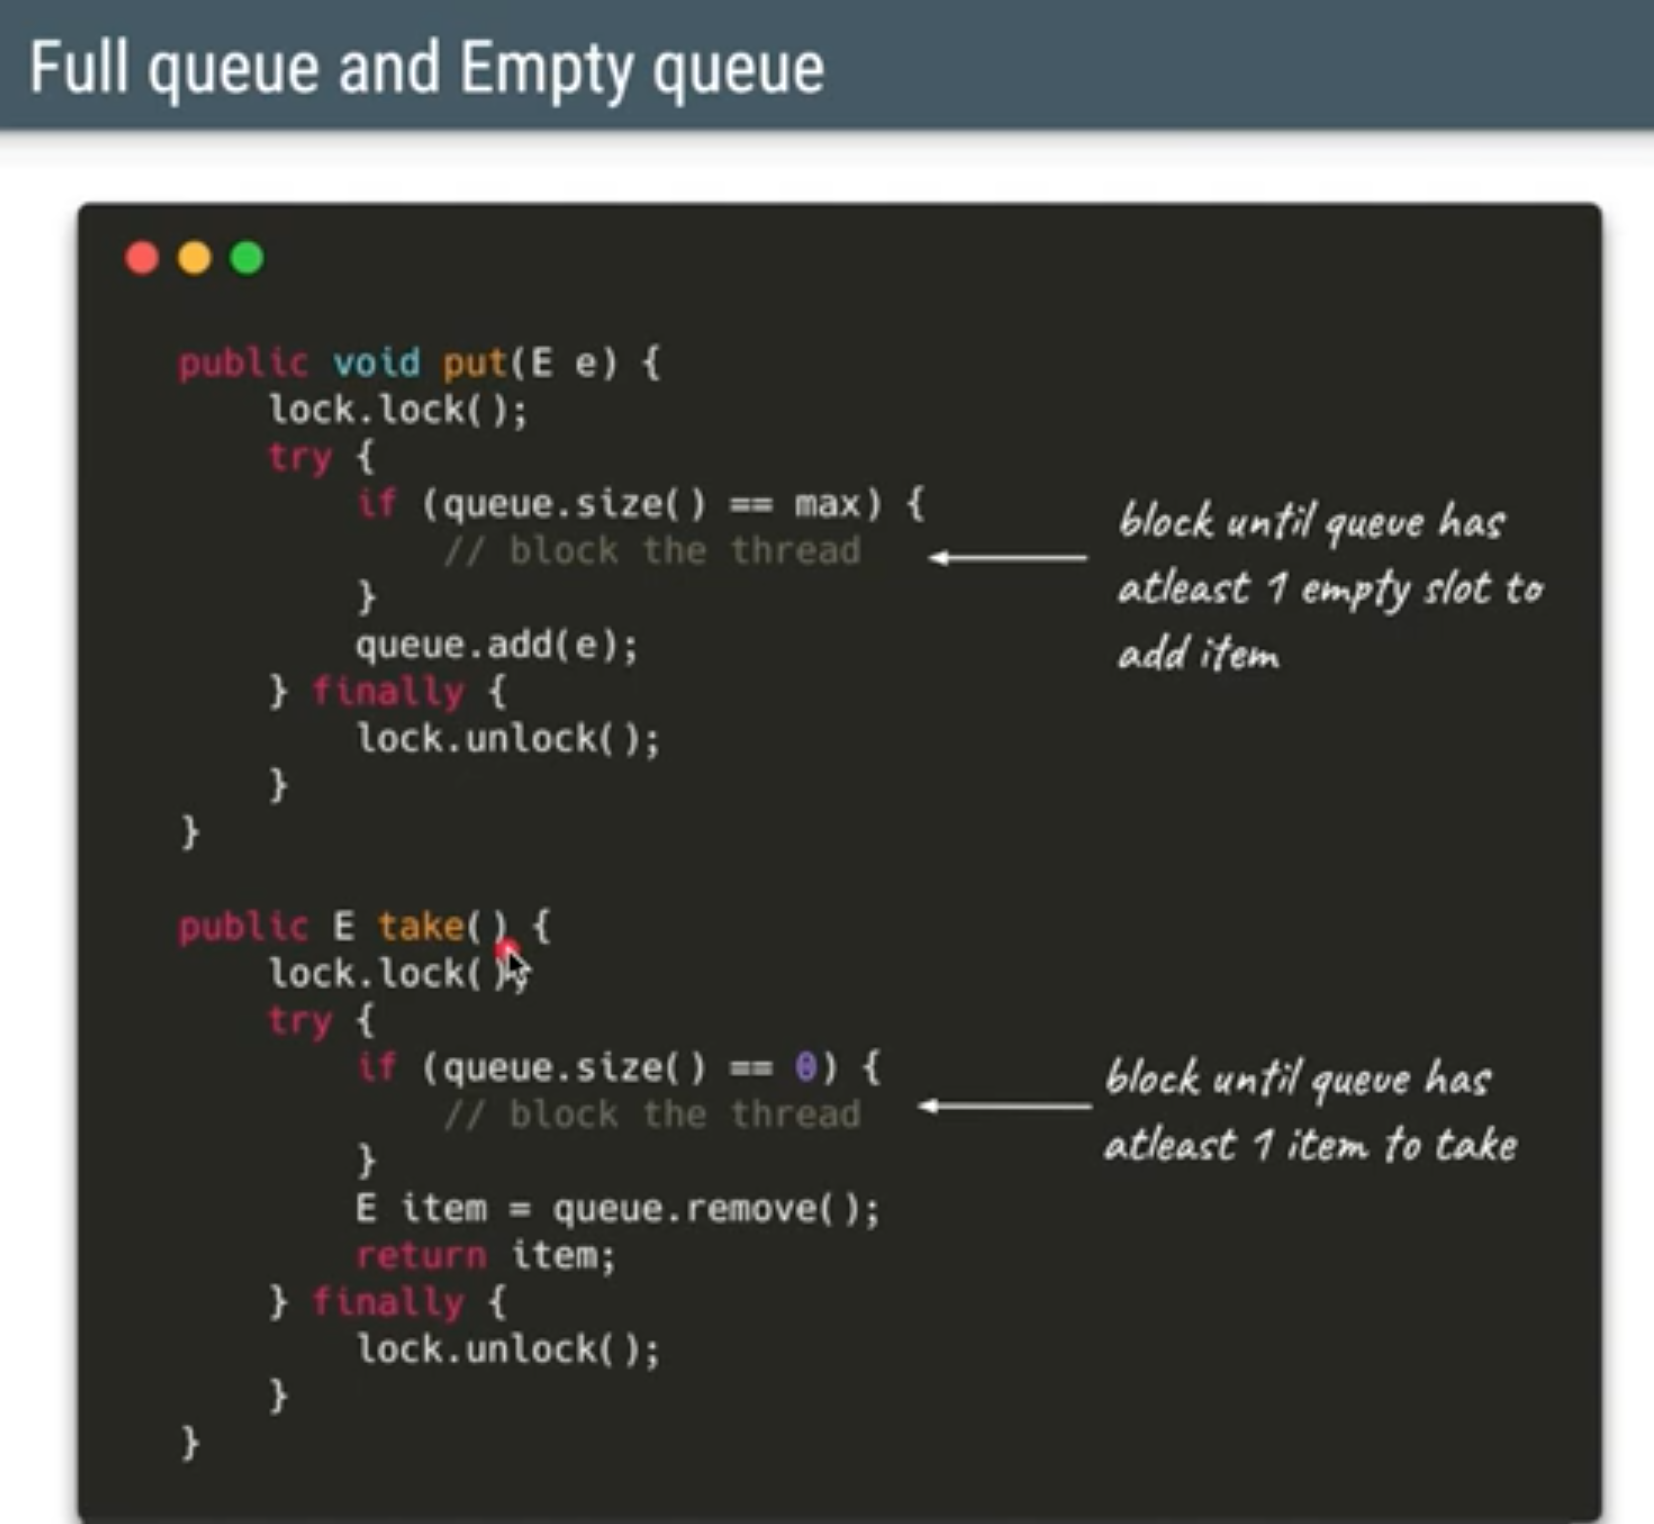 Full queue and Empty queue
public void put(E e) {
lock.lock();
try {
if (queue.size() == max) {
// block the thread
}
queue.add(e);
} finally {
lock.unlock();
}
}
block until queue has
atleast 1 empty slot to
add item
public E take() {
lock.lock();
try {
if (queue.size() == 0) {
// block the thread
}
E item = queue.remove();
return item;
} finally {
lock.unlock();
}
}
block until queue has
atleast 1 item to take